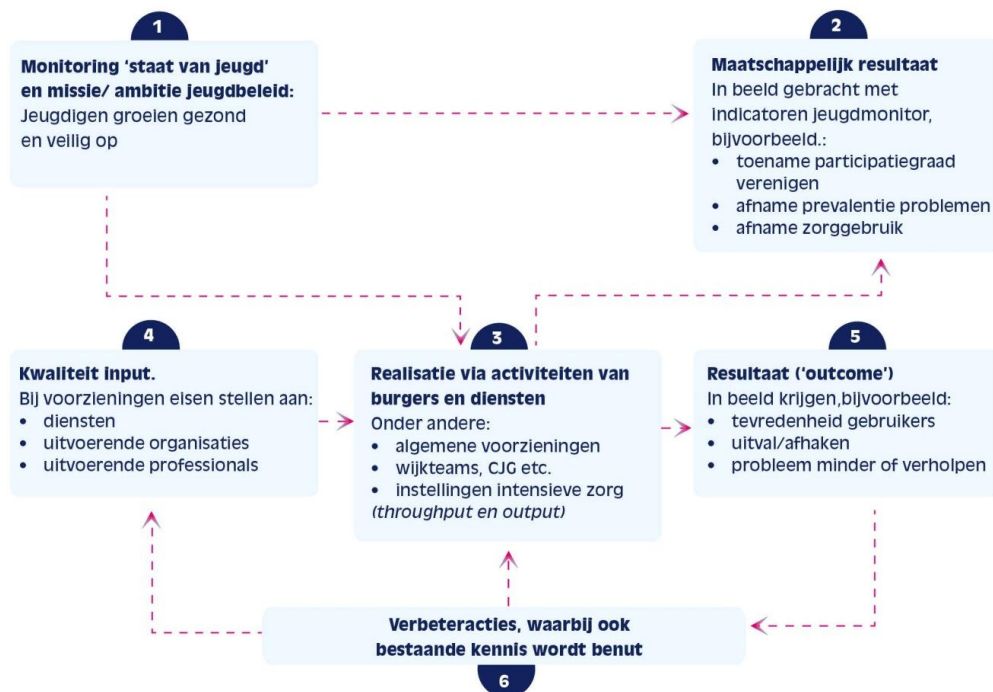 1
Monitoring ‘staat van jeugd’
en missie/ ambitie jeugdbeleid:
Jeugdigen groeien gezond
en veilig op
2
Maatschappelijk resultaat
In beeld gebracht met
indicatoren jeugdmonitor,
bijvoorbeeld.:
• toename participatiegraad
verenigen
• afname prevalentie problemen
• afname zorggebruik
4
Kwaliteit input.
Bij voorzieningen eisen stellen aan:
• diensten
• uitvoerende organisaties
• uitvoerende professionals
3
Realisatie via activiteiten van
burgers en diensten
Onder andere:
• algemene voorzieningen
• wijkteams, CJG etc.
• instellingen intensieve zorg
(throughput en output)
5
Resultaat (‘outcome’)
In beeld krijgen,bijvoorbeeld:
• tevredenheid gebruikers
• uitval/afhaken
• probleem minder of verholpen
Verbeteracties, waarbij ook
bestaande kennis wordt benut
6